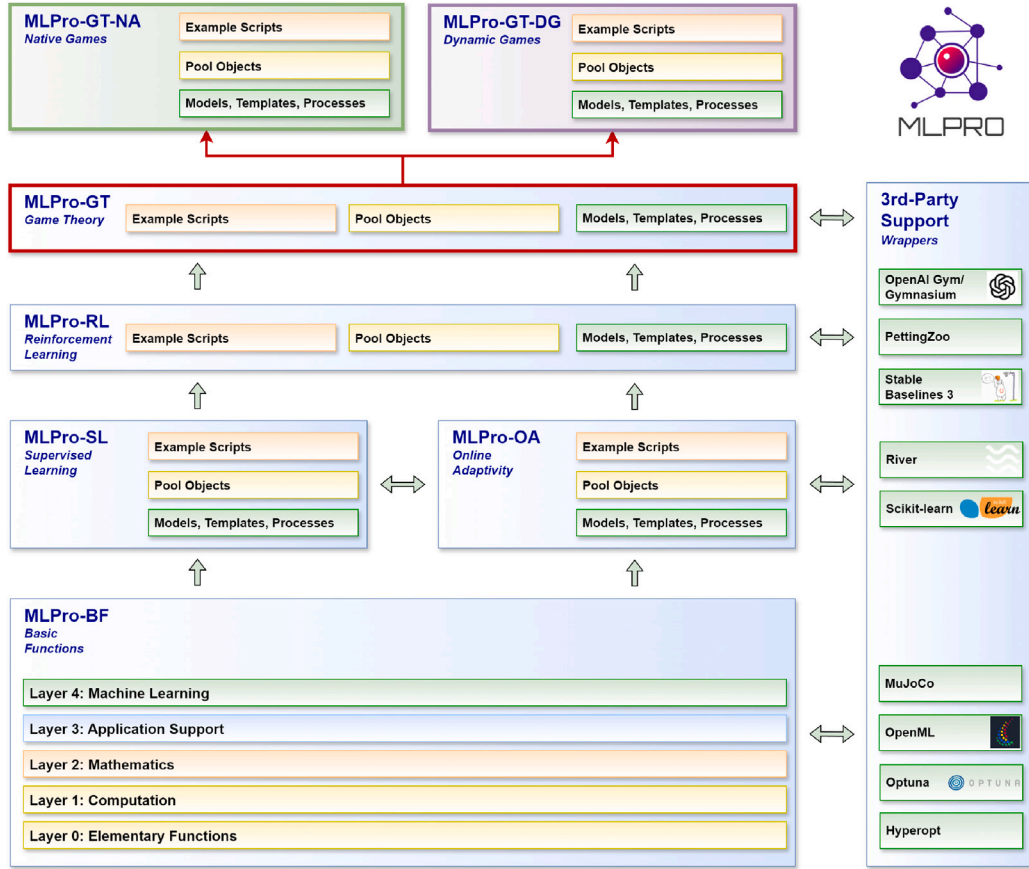 MLPro-GT-NA
Native Games
Example Scripts
Pool Objects
Models, Templates, Processes
MLPro-GT-DG
Dynamic Games
Example Scripts
Pool Objects
Models, Templates, Processes
MLPRO
MLPro-GT
Game Theory
Example Scripts
Pool Objects
Models, Templates, Processes
3rd-Party
Support
Wrappers
OpenAI Gym/
Gymnasium
PettingZoo
Stable
Baselines 3
River
Scikit-learn
learn
MuJoCo
OpenML
Optuna
OPTUNA
Hyperopt
MLPro-RL
Reinforcement
Learning
Example Scripts
Pool Objects
Models, Templates, Processes
MLPro-SL
Supervised
Learning
Example Scripts
Pool Objects
Models, Templates, Processes
MLPro-OA
Online
Adaptivity
Example Scripts
Pool Objects
Models, Templates, Processes
MLPro-BF
Basic
Functions
Layer 4: Machine Learning
Layer 3: Application Support
Layer 2: Mathematics
Layer 1: Computation
Layer 0: Elementary Functions